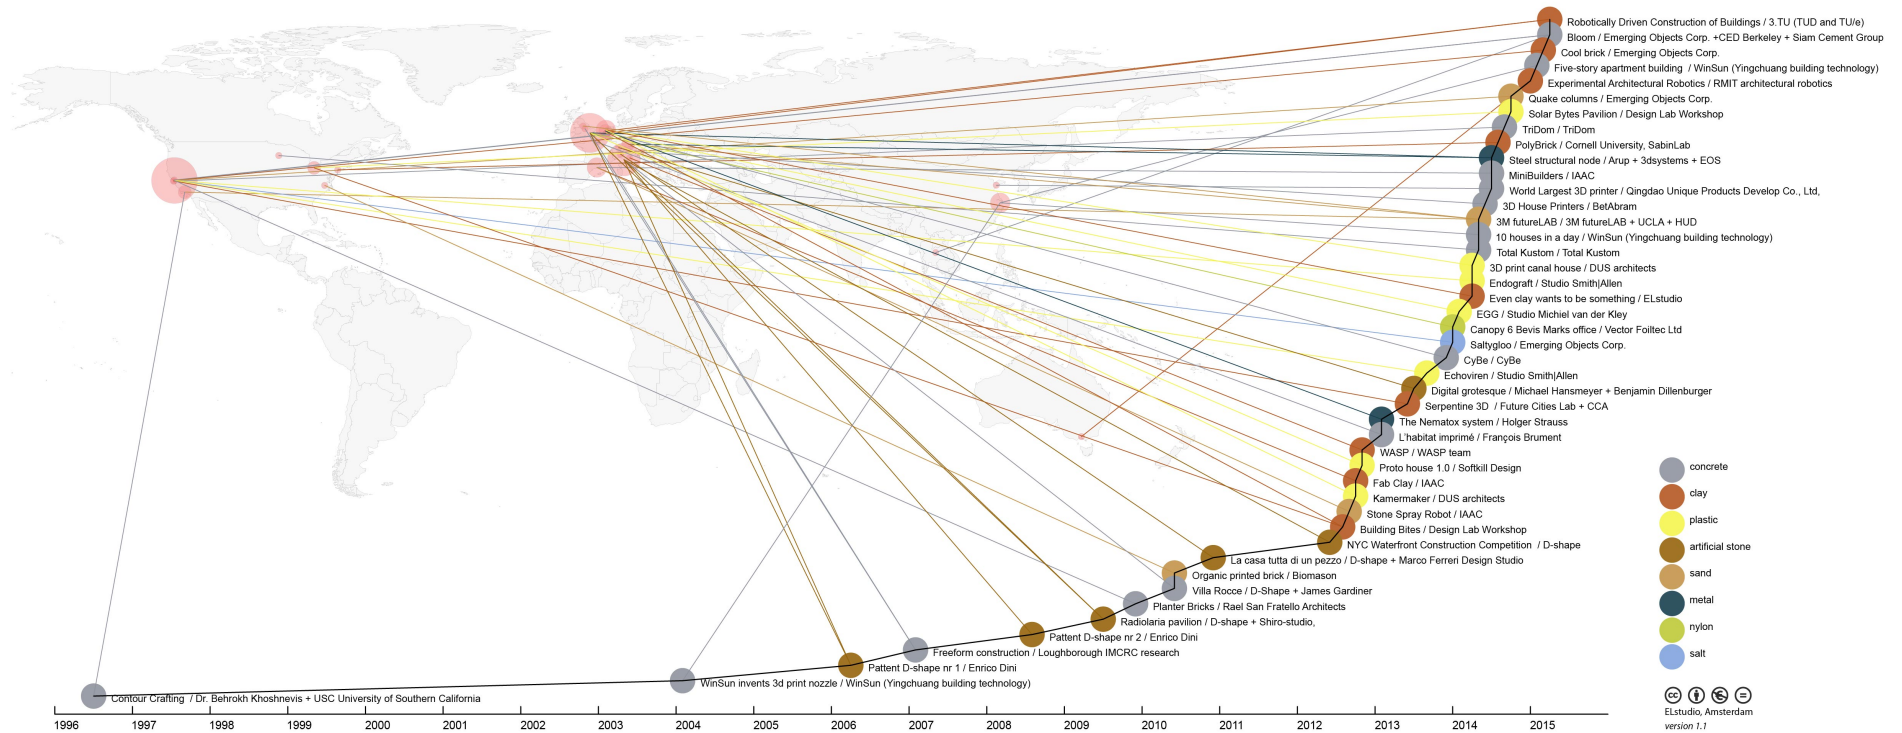 Robotically Driven Construction of Buildings / 3.TU (TUD and TU/e)
Bloom / Emerging Objects Corp. +CED Berkeley + Siam Cement Group
Cool brick / Emerging Objects Corp.
Five-story apartment building / WinSun (Yingchuang building technology)
Experimental Architectural Robotics / RMIT architectural robotics
Quake columns / Emerging Objects Corp.
Solar Bytes Pavilion / Design Lab Workshop
TriDom / TriDom
PolyBrick / Cornell University, SabinLab
Steel structural node / Arup + 3dsystems + EOS
MiniBuilders / IAAC
World Largest 3D printer / Qingdao Unique Products Develop Co., Ltd,
3D House Printers / BetAbram
3M futureLAB / 3M futureLAB + UCLA + HUD
10 houses in a day / WinSun (Yingchuang building technology)
Total Kustom / Total Kustom
3D print canal house / DUS architects
Endograft / Studio Smith|Allen
Even clay wants to be something / ELstudio
EGG / Studio Michiel van der Kley
Canopy 6 Bevis Marks office / Vector Foiltec Ltd
Saltygloo / Emerging Objects Corp.
CyBe / CyBe
Echoviren / Studio Smith|Allen
Digital grotesque / Michael Hansmeyer + Benjamin Dillenburger
Serpentine 3D / Future Cities Lab + CCA
The Nematox system / Holger Strauss
L'habitat imprimé / François Brument
WASP / WASP team
Proto house 1.0 / Softkill Design
Fab Clay / IAAC
Kamermaker / DUS architects
Stone Spray Robot / IAAC
Building Bites / Design Lab Workshop
NYC Waterfront Construction Competition / D-shape
La casa tutta di un pezzo / D-shape + Marco Ferreri Design Studio
Organic printed brick / Biomason
Villa Rocce / D-Shape + James Gardiner
Planter Bricks / Rael San Fratello Architects
Radiolaria pavilion / D-shape + Shiro-studio,
Pattent D-shape nr 2 / Enrico Dini
Freeform construction / Loughborough IMCRC research
Pattent D-shape nr 1 / Enrico Dini
WinSun invents 3d print nozzle / WinSun (Yingchuang building technology)
Contour Crafting / Dr. Behrokh Khoshnevis + USC University of Southern California
1996 1997 1998 1999 2000 2001 2002 2003 2004 2005 2006 2007 2008 2009 2010 2011 2012 2013 2014 2015
concrete
clay
plastic
artificial stone
sand
metal
nylon
salt
cc
ELstudio, Amsterdam
version 1.1